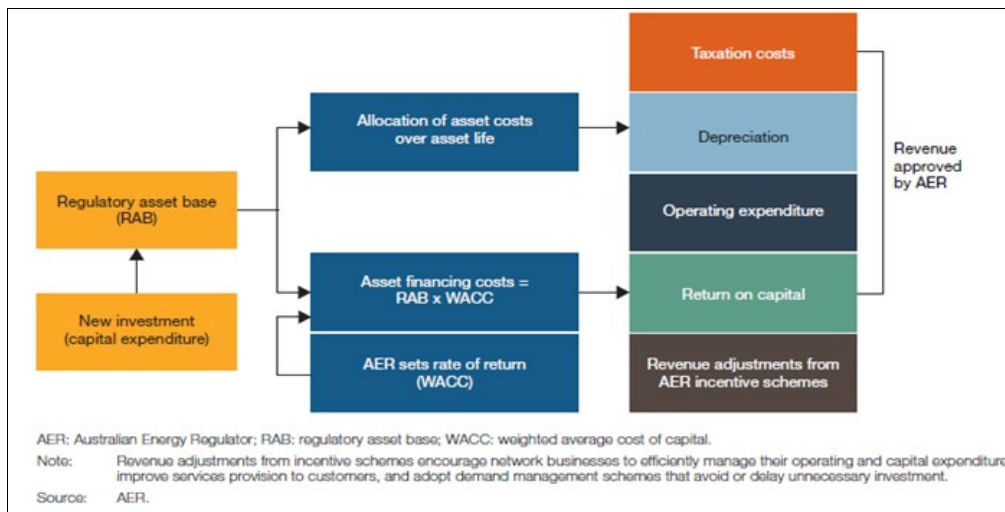 Taxation costs
Allocation of asset costs
over asset life
Depreciation
Revenue
approved
by AER
Regulatory asset base
(RAB)
Operating expenditure
Asset financing costs =
RAB x WACC
Return on capital
New investment
(capital expenditure)
AER sets rate of return
(WACC)
Revenue adjustments from
AER incentive schemes
AER: Australian Energy Regulator; RAB: regulatory asset base; WACC: weighted average cost of capital.
Note: Revenue adjustments from incentive schemes encourage network businesses to efficiently manage their operating and capital expenditure
improve services provision to customers, and adopt demand management schemes that avoid or delay unnecessary investment.
Source: AER.